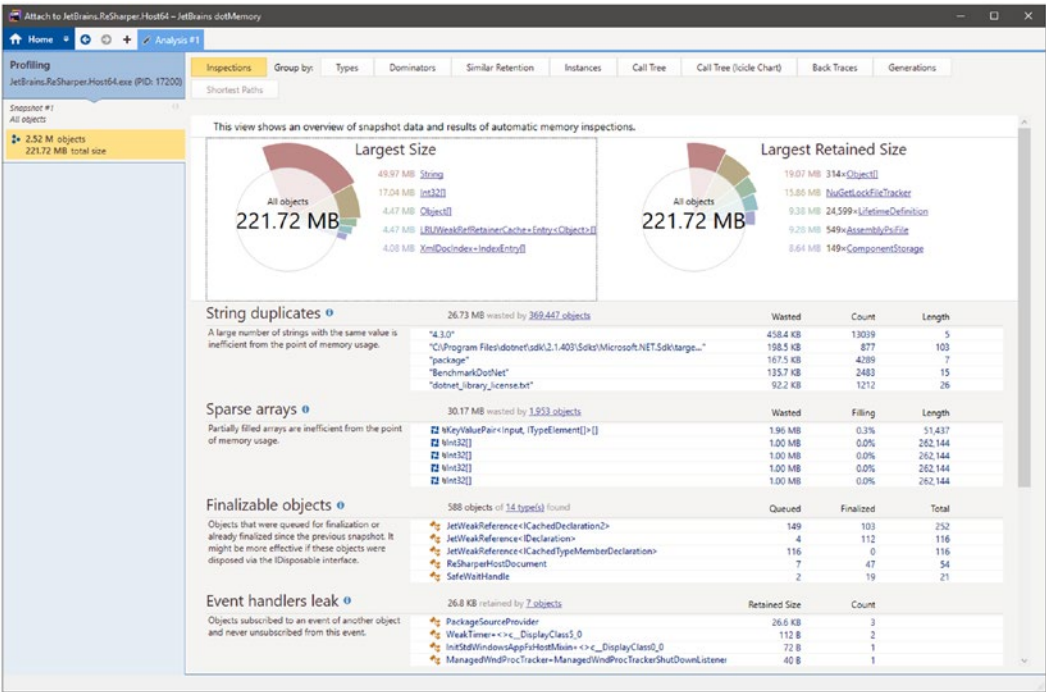 Attach to JetBrains.ReSharper.Host64 – JetBrains dotMemory
Home
Analysis #1
Profiling
JetBrains.ReSharper.Host64.exe (PID: 17200)
Snapshot #1
All objects
2.52 M objects
221.72 MB total size
Inspections Group by: Types Dominators Similar Retention Instances Call Tree Call Tree (Icicle Chart) Back Traces Generations
Shortest Paths
This view shows an overview of snapshot data and results of automatic memory inspections.
Largest Size
All objects
221.72 MB
49.97 MB String
17.04 MB Int32[]
4.47 MB Object[]
4.47 MB LRUWeakRefRetainerCache+Entry<Object>[]
4.08 MB XmlDocIndex+IndexEntry[]
Largest Retained Size
All objects
221.72 MB
19.07 MB 314×Object[]
15.86 MB NuGetLockFileTracker
9.38 MB 24,599×LifetimeDefinition
9.28 MB 549×AssemblyPsiFile
8.64 MB 149×ComponentStorage
String duplicates 26.73 MB wasted by 369.447 objects Wasted Count Length
A large number of strings with the same value is
inefficient from the point of memory usage.
"4.3.0" 458.4 KB 13039 5
"C:\Program Files\dotnet\sdk\2.1.403\Sdks\Microsoft.NET.Sdk\targe..." 198.5 KB 877 103
"package" 167.5 KB 4289 7
"BenchmarkDotNet" 135.7 KB 2483 15
"dotnet_library_license.txt" 92.2 KB 1212 26
Sparse arrays 30.17 MB wasted by 1,953 objects Wasted Filling Length
Partially filled arrays are inefficient from the point
of memory usage.
KeyValuePair<Input, ITypeElement[]>[] 1.96 MB 0.3% 51,437
Int32[] 1.00 MB 0.0% 262,144
Int32[] 1.00 MB 0.0% 262,144
Int32[] 1.00 MB 0.0% 262,144
Int32[] 1.00 MB 0.0% 262,144
Finalizable objects 588 objects of 14 type(s) found Queued Finalized Total
Objects that were queued for finalization or
already finalized since the previous snapshot. It
might be more effective if these objects were
disposed via the IDisposable interface.
JetWeakReference<ICachedDeclaration2> 149 103 252
JetWeakReference<IDeclaration> 4 112 116
JetWeakReference<ICachedTypeMemberDeclaration> 116 0 116
ReSharperHostDocument 7 47 54
SafeWaitHandle 2 19 21
Event handlers leak 26.8 KB retained by 7 objects Retained Size Count
Objects subscribed to an event of another object
and never unsubscribed from this event.
PackageSourceProvider 26.6 KB 3
WeakTimer+<>c__DisplayClass5_0 112 B 2
InitStdWindowsAppFxHostMixin+<>c__DisplayClass0_0 72 B 1
ManagedWndProcTracker+ManagedWndProcTrackerShutDownListener 40 B 1